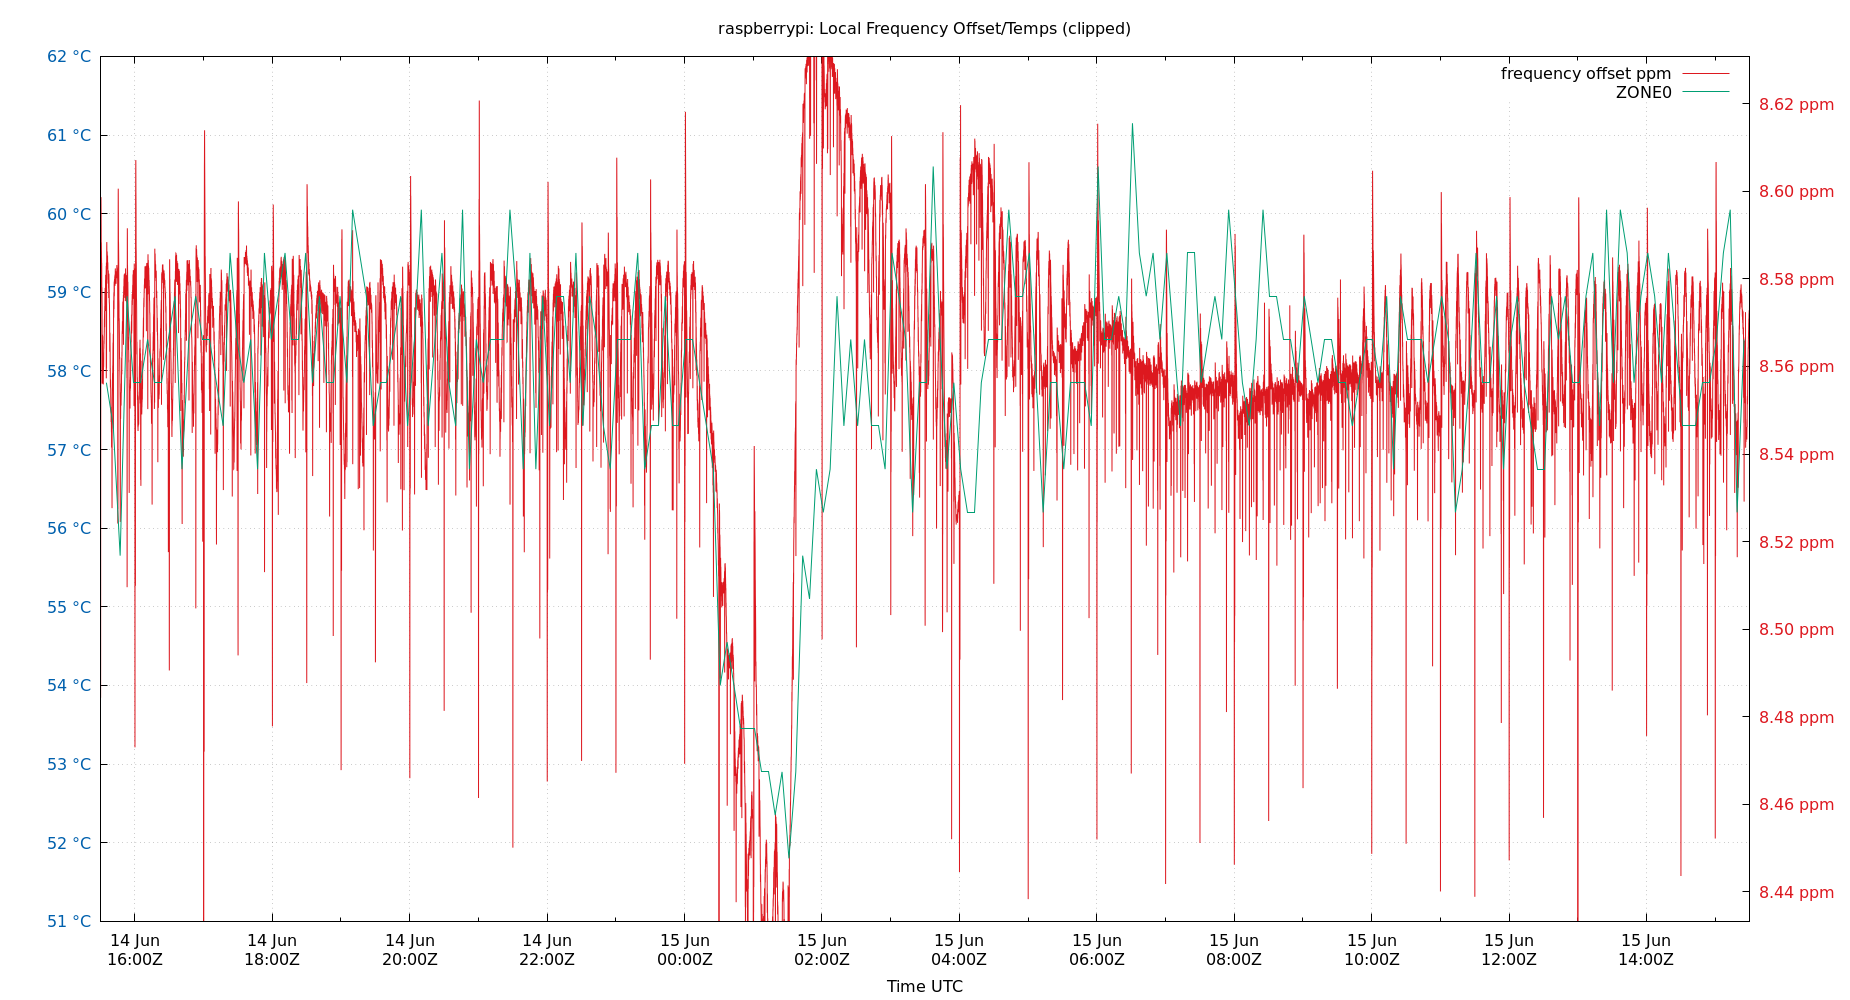 raspberrypi: Local Frequency Offset/Temps (clipped)
frequency offset ppm
ZONE0
62 °C
61 °C
60 °C
59 °C
58 °C
57 °C
56 °C
55 °C
54 °C
53 °C
52 °C
51 °C
8.62 ppm
8.60 ppm
8.58 ppm
8.56 ppm
8.54 ppm
8.52 ppm
8.50 ppm
8.48 ppm
8.46 ppm
8.44 ppm
14 Jun 14 Jun 14 Jun 14 Jun 15 Jun 15 Jun 15 Jun 15 Jun 15 Jun 15 Jun 15 Jun 15 Jun
16:00Z 18:00Z 20:00Z 22:00Z 00:00Z 02:00Z 04:00Z 06:00Z 08:00Z 10:00Z 12:00Z 14:00Z
Time UTC